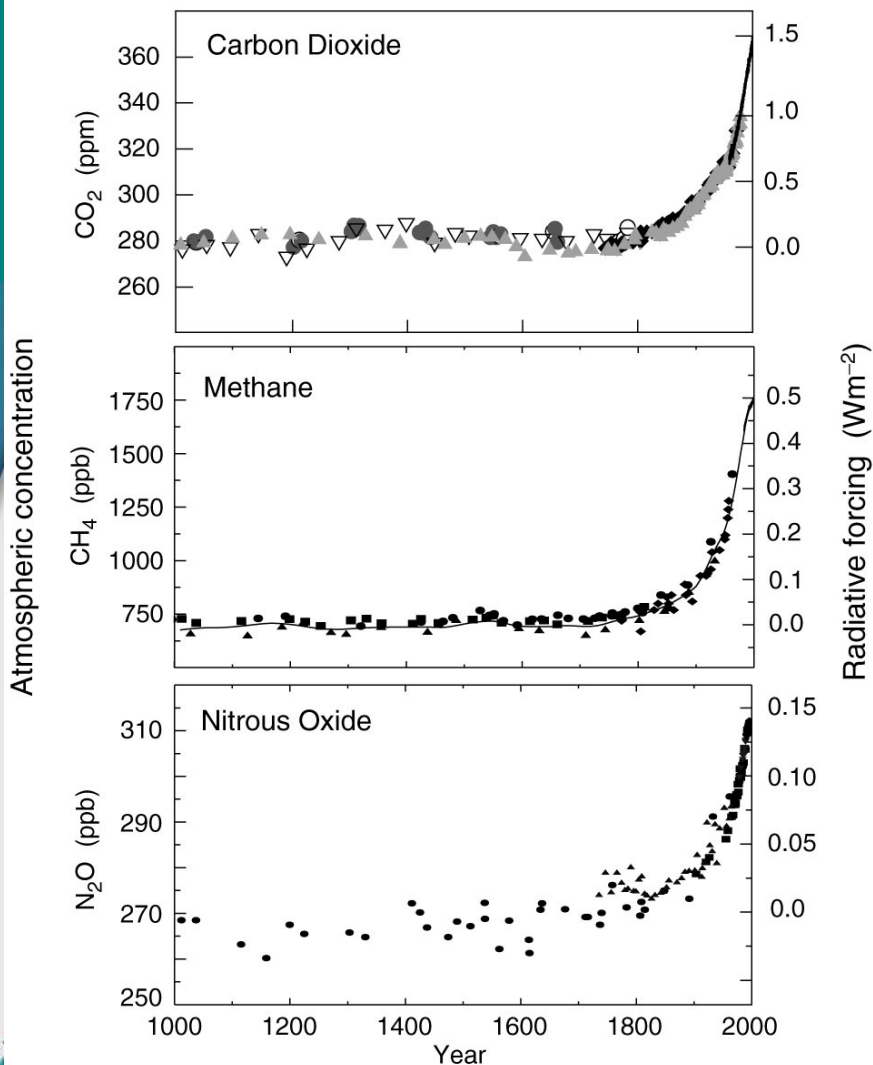 Carbon Dioxide
CO₂ (ppm)
360
340
320
300
280
260
1.5
1.0
0.5
0.0
Methane
CH₄ (ppb)
1750
1500
1250
1000
750
0.5
0.4
0.3
0.2
0.1
0.0
Nitrous Oxide
N₂O (ppb)
310
290
270
250
0.15
0.10
0.05
0.0
1000 1200 1400 1600 1800 2000
Year
Atmospheric concentration
Radiative forcing (Wm⁻²)